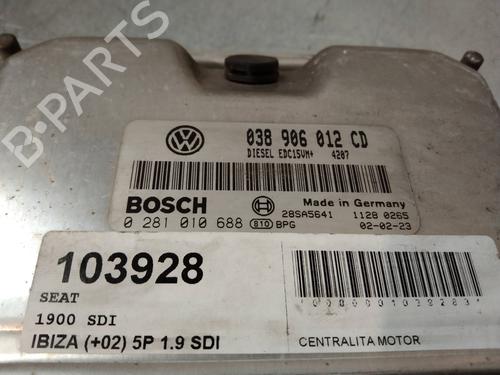 038 906 012 CD
DIESEL EDC15VM+ 4207
BOSCH
Made in Germany
28SA5641 1128 0265
0 281 010 688 810 BPG 02-02-23
103928
SEAT
1900 SDI
IBIZA (+02) 5P 1.9 SDI
CENTRALITA MOTOR